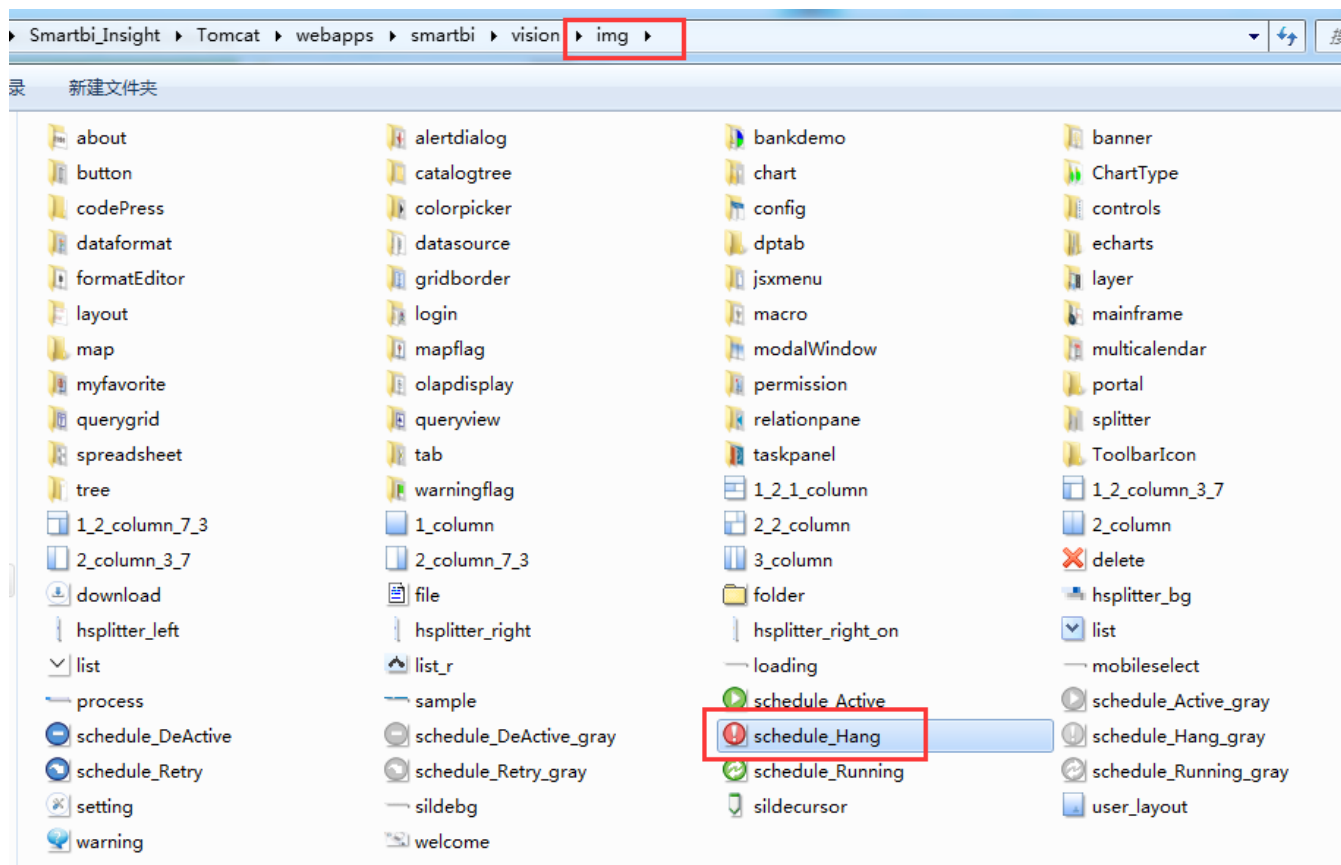 Smartbi_Insight Tomcat webapps smartbi vision img
录 新建文件夹
about alertdialog bankdemo banner
button catalogtree chart ChartType
codePress colorpicker config controls
dataformat datasource dptab echarts
formatEditor gridborder jsxmenu layer
layout login macro mainframe
map mapflag modalWindow multicalendar
myfavorite olapdisplay permission portal
querygrid queryview relationpane splitter
spreadsheet tab taskpanel ToolbarIcon
tree warningflag 1_2_1_column 1_2_column_3_7
1_2_column_7_3 1_column 2_2_column 2_column
2_column_3_7 2_column_7_3 3_column delete
download file folder hsplitter_bg
hsplitter_left hsplitter_right hsplitter_right_on list
list list_r loading mobileselect
process sample schedule_Active schedule_Active_gray
schedule_DeActive schedule_DeActive_gray schedule_Hang schedule_Hang_gray
schedule_Retry schedule_Retry_gray schedule_Running schedule_Running_gray
setting sildebg sildecursor user_layout
warning welcome